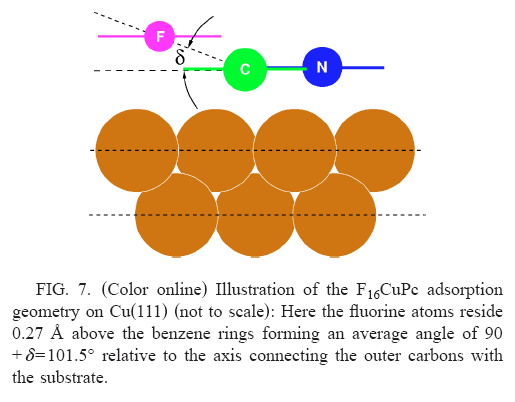 F
δ
C
N
FIG. 7. (Color online) Illustration of the F16CuPc adsorption
geometry on Cu(111) (not to scale): Here the fluorine atoms reside
0.27 Å above the benzene rings forming an average angle of 90
+δ=101.5° relative to the axis connecting the outer carbons with
the substrate.